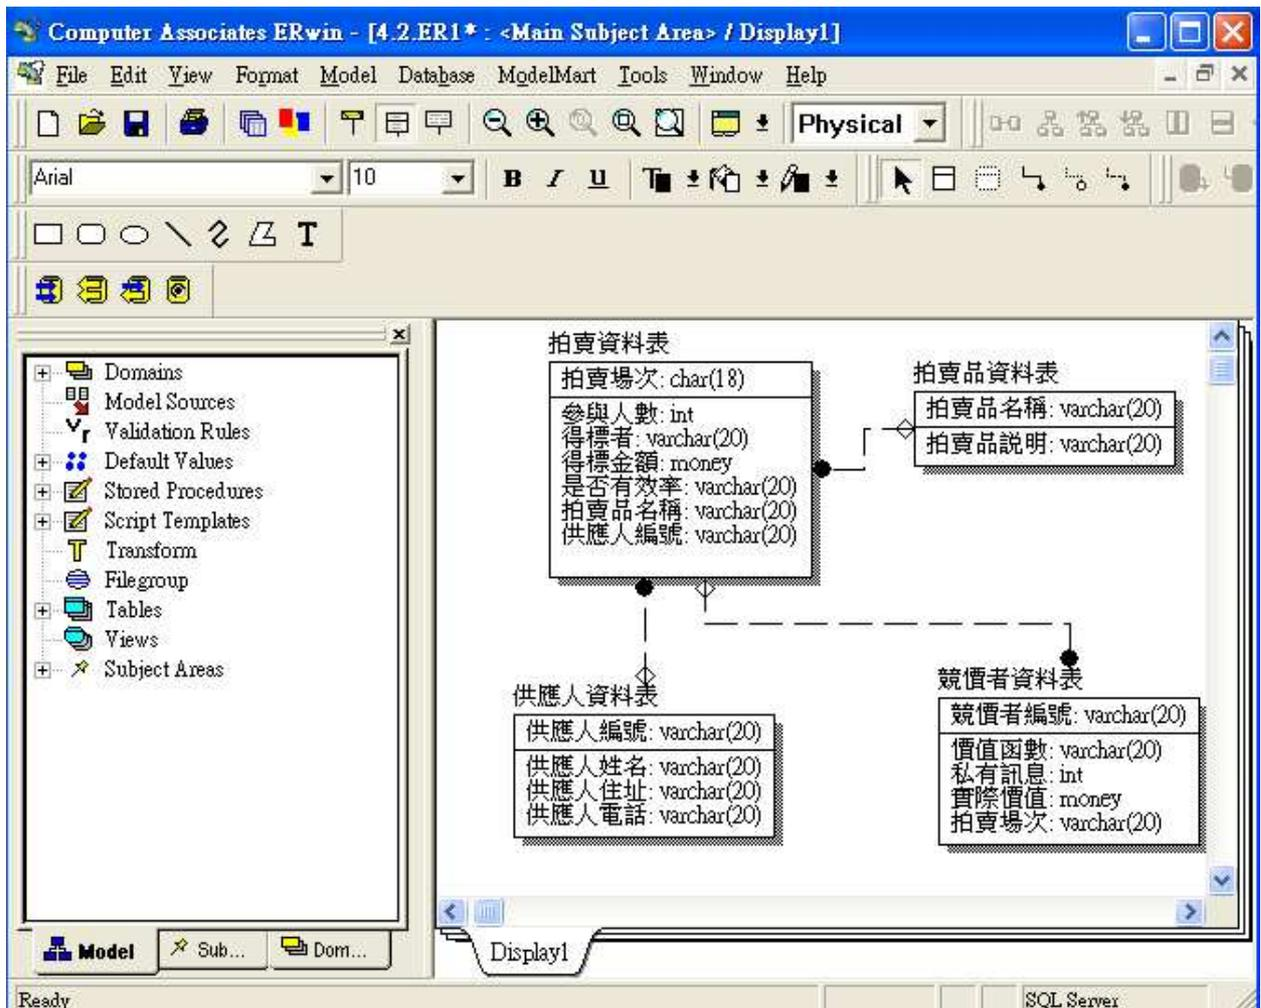 Computer Associates ERwin - [4.2.ER1* : <Main Subject Area> / Display1]
File Edit View Format Model Database ModelMart Tools Window Help
Physical
Arial 10 B I U T
T
Domains
Model Sources
Validation Rules
Default Values
Stored Procedures
Script Templates
Transform
Filegroup
Tables
Views
Subject Areas
Model Sub... Dom...
拍賣資料表
拍賣場次: char(18)
參與人數: int
得標者: varchar(20)
得標金額: money
是否有效率: varchar(20)
拍賣品名稱: varchar(20)
供應人編號: varchar(20)
拍賣品資料表
拍賣品名稱: varchar(20)
拍賣品說明: varchar(20)
供應人資料表
供應人編號: varchar(20)
供應人姓名: varchar(20)
供應人住址: varchar(20)
供應人電話: varchar(20)
競價者資料表
競價者編號: varchar(20)
價值函數: varchar(20)
私有訊息: int
實際價值: money
拍賣場次: varchar(20)
Display1
Ready SQL Server